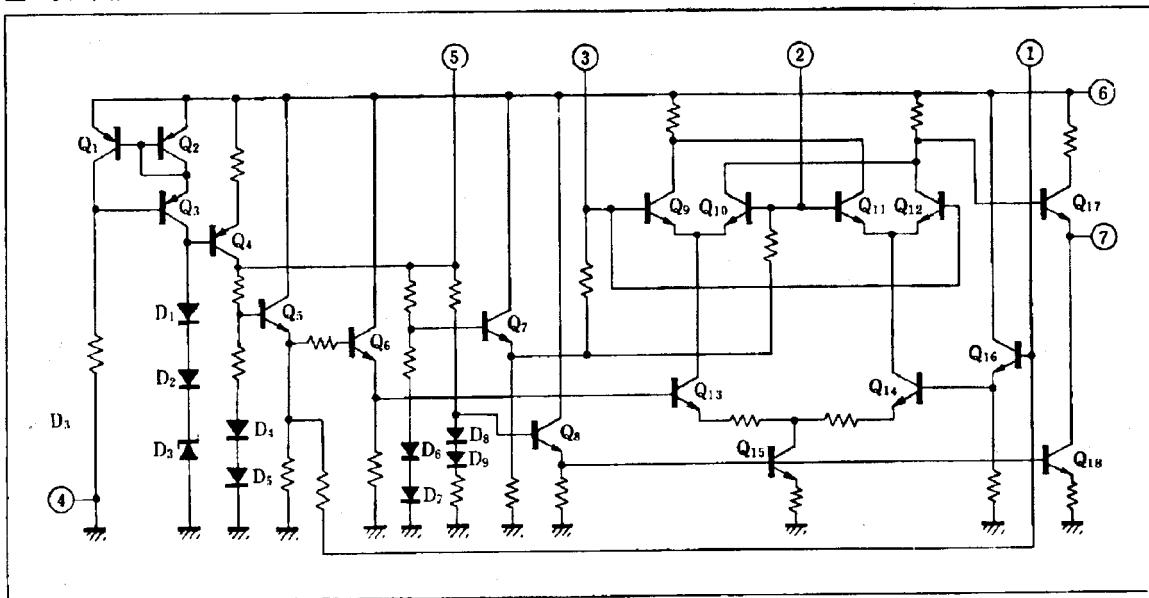 ⑤ ③ ② ①
⑥
Q1 Q2
Q3
Q4
Q9 Q10 Q11 Q12
Q17
⑦
D1
Q5
Q6
Q7
Q16
D2
Q13
Q14
D3
D3
D4
D5
D6
D7
D8
D9
Q8
Q15
Q18
④